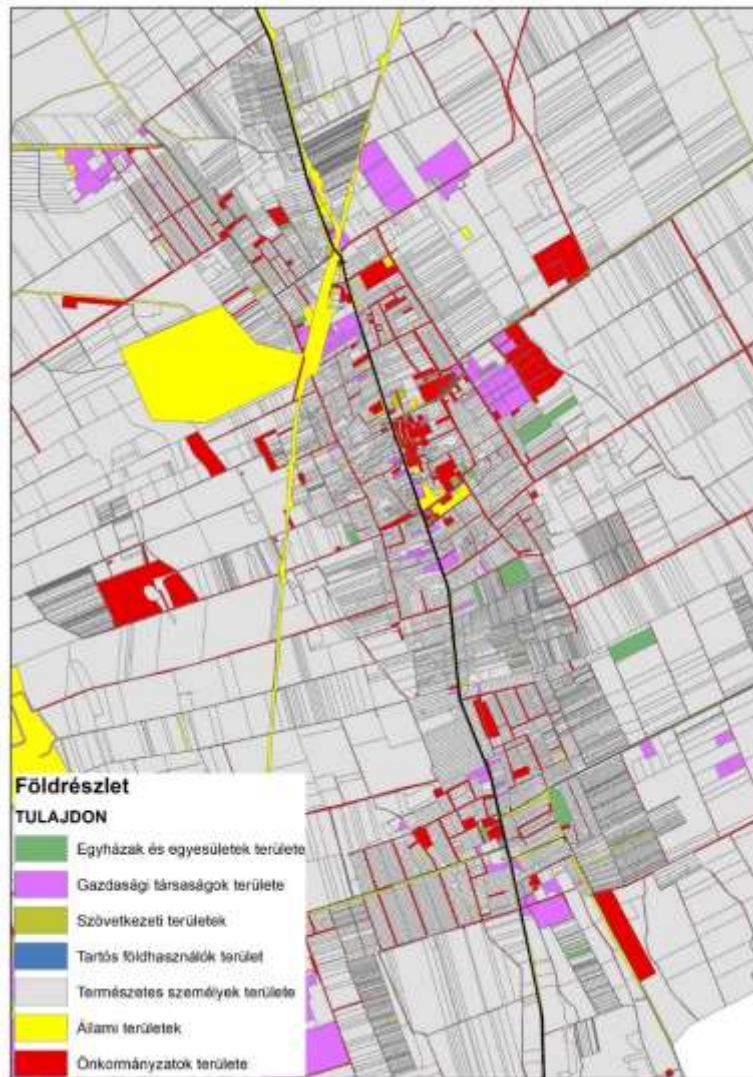 Földrészlet
TULAJDON
Egyházak és egyesületek területe
Gazdasági társaságok területe
Szövetkezeti területek
Tartós földhasználók terület
Természetes személyek területe
Állami területek
Önkormányzatok területe